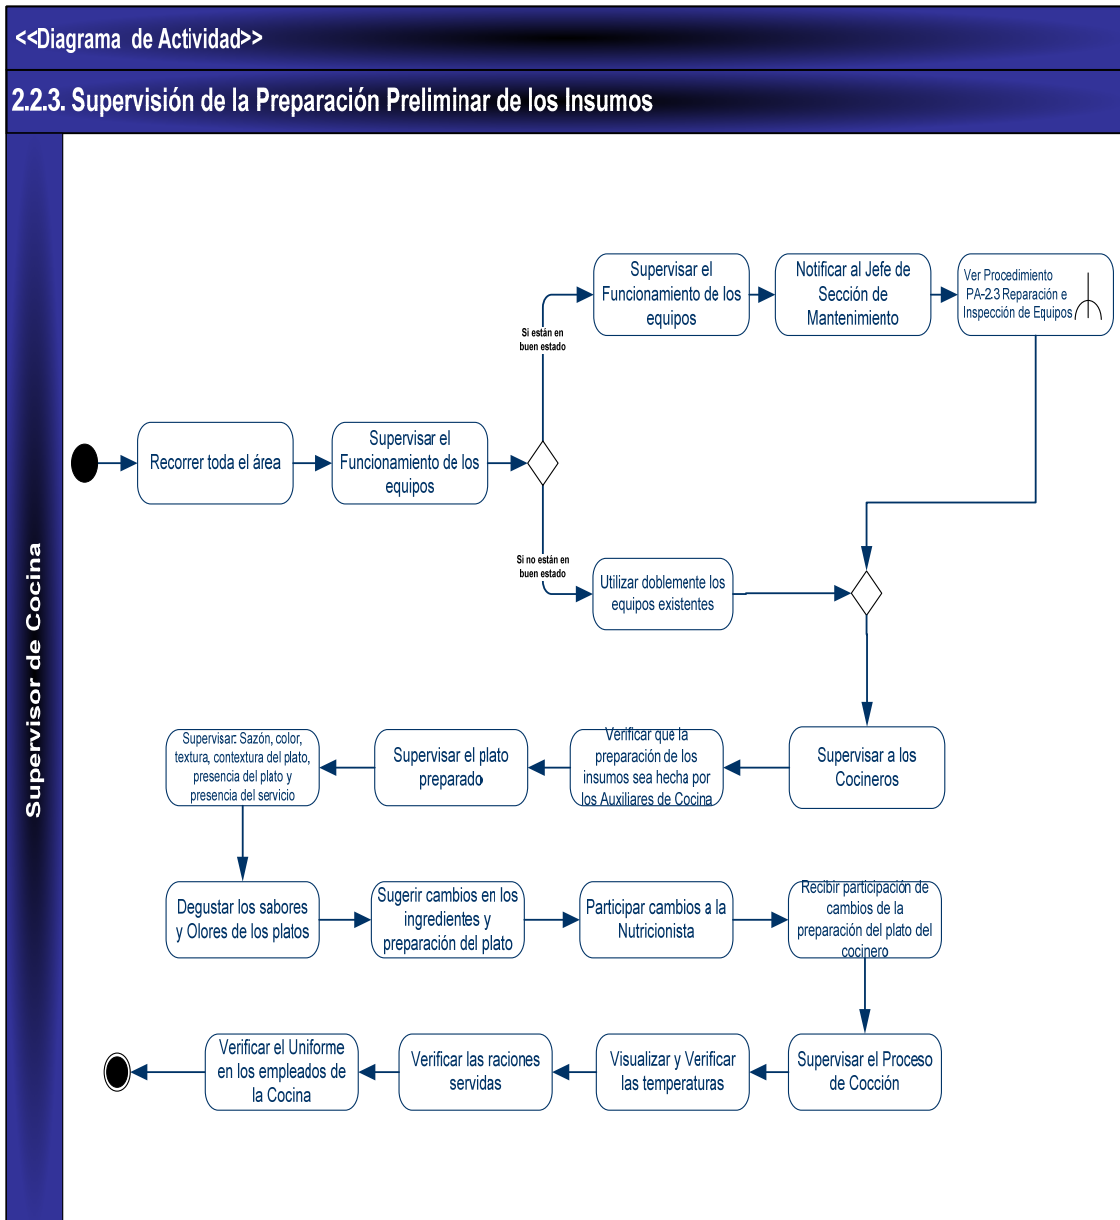 <<Diagrama de Actividad>>
2.2.3. Supervisión de la Preparación Preliminar de los Insumos
Supervisor de Cocina
Supervisar el
Funcionamiento de los
equipos
Notificar al Jefe de
Sección de
Mantenimiento
Ver Procedimiento
PA-2.3 Reparación e
Inspección de Equipos
Si están en
buen estado
Recorrer toda el área
Supervisar el
Funcionamiento de los
equipos
Si no están en
buen estado
Utilizar doblemente los
equipos existentes
Supervisar a los
Cocineros
Verificar que la
preparación de los
insumos sea hecha por
los Auxiliares de Cocina
Supervisar el plato
preparado
Supervisar: Sazón, color,
textura, contextura del plato,
presencia del plato y
presencia del servicio
Degustar los sabores
y Olores de los platos
Sugerir cambios en los
ingredientes y
preparación del plato
Participar cambios a la
Nutricionista
Recibir participación de
cambios de la
preparación del plato del
cocinero
Supervisar el Proceso
de Cocción
Visualizar y Verificar
las temperaturas
Verificar las raciones
servidas
Verificar el Uniforme
en los empleados de
la Cocina